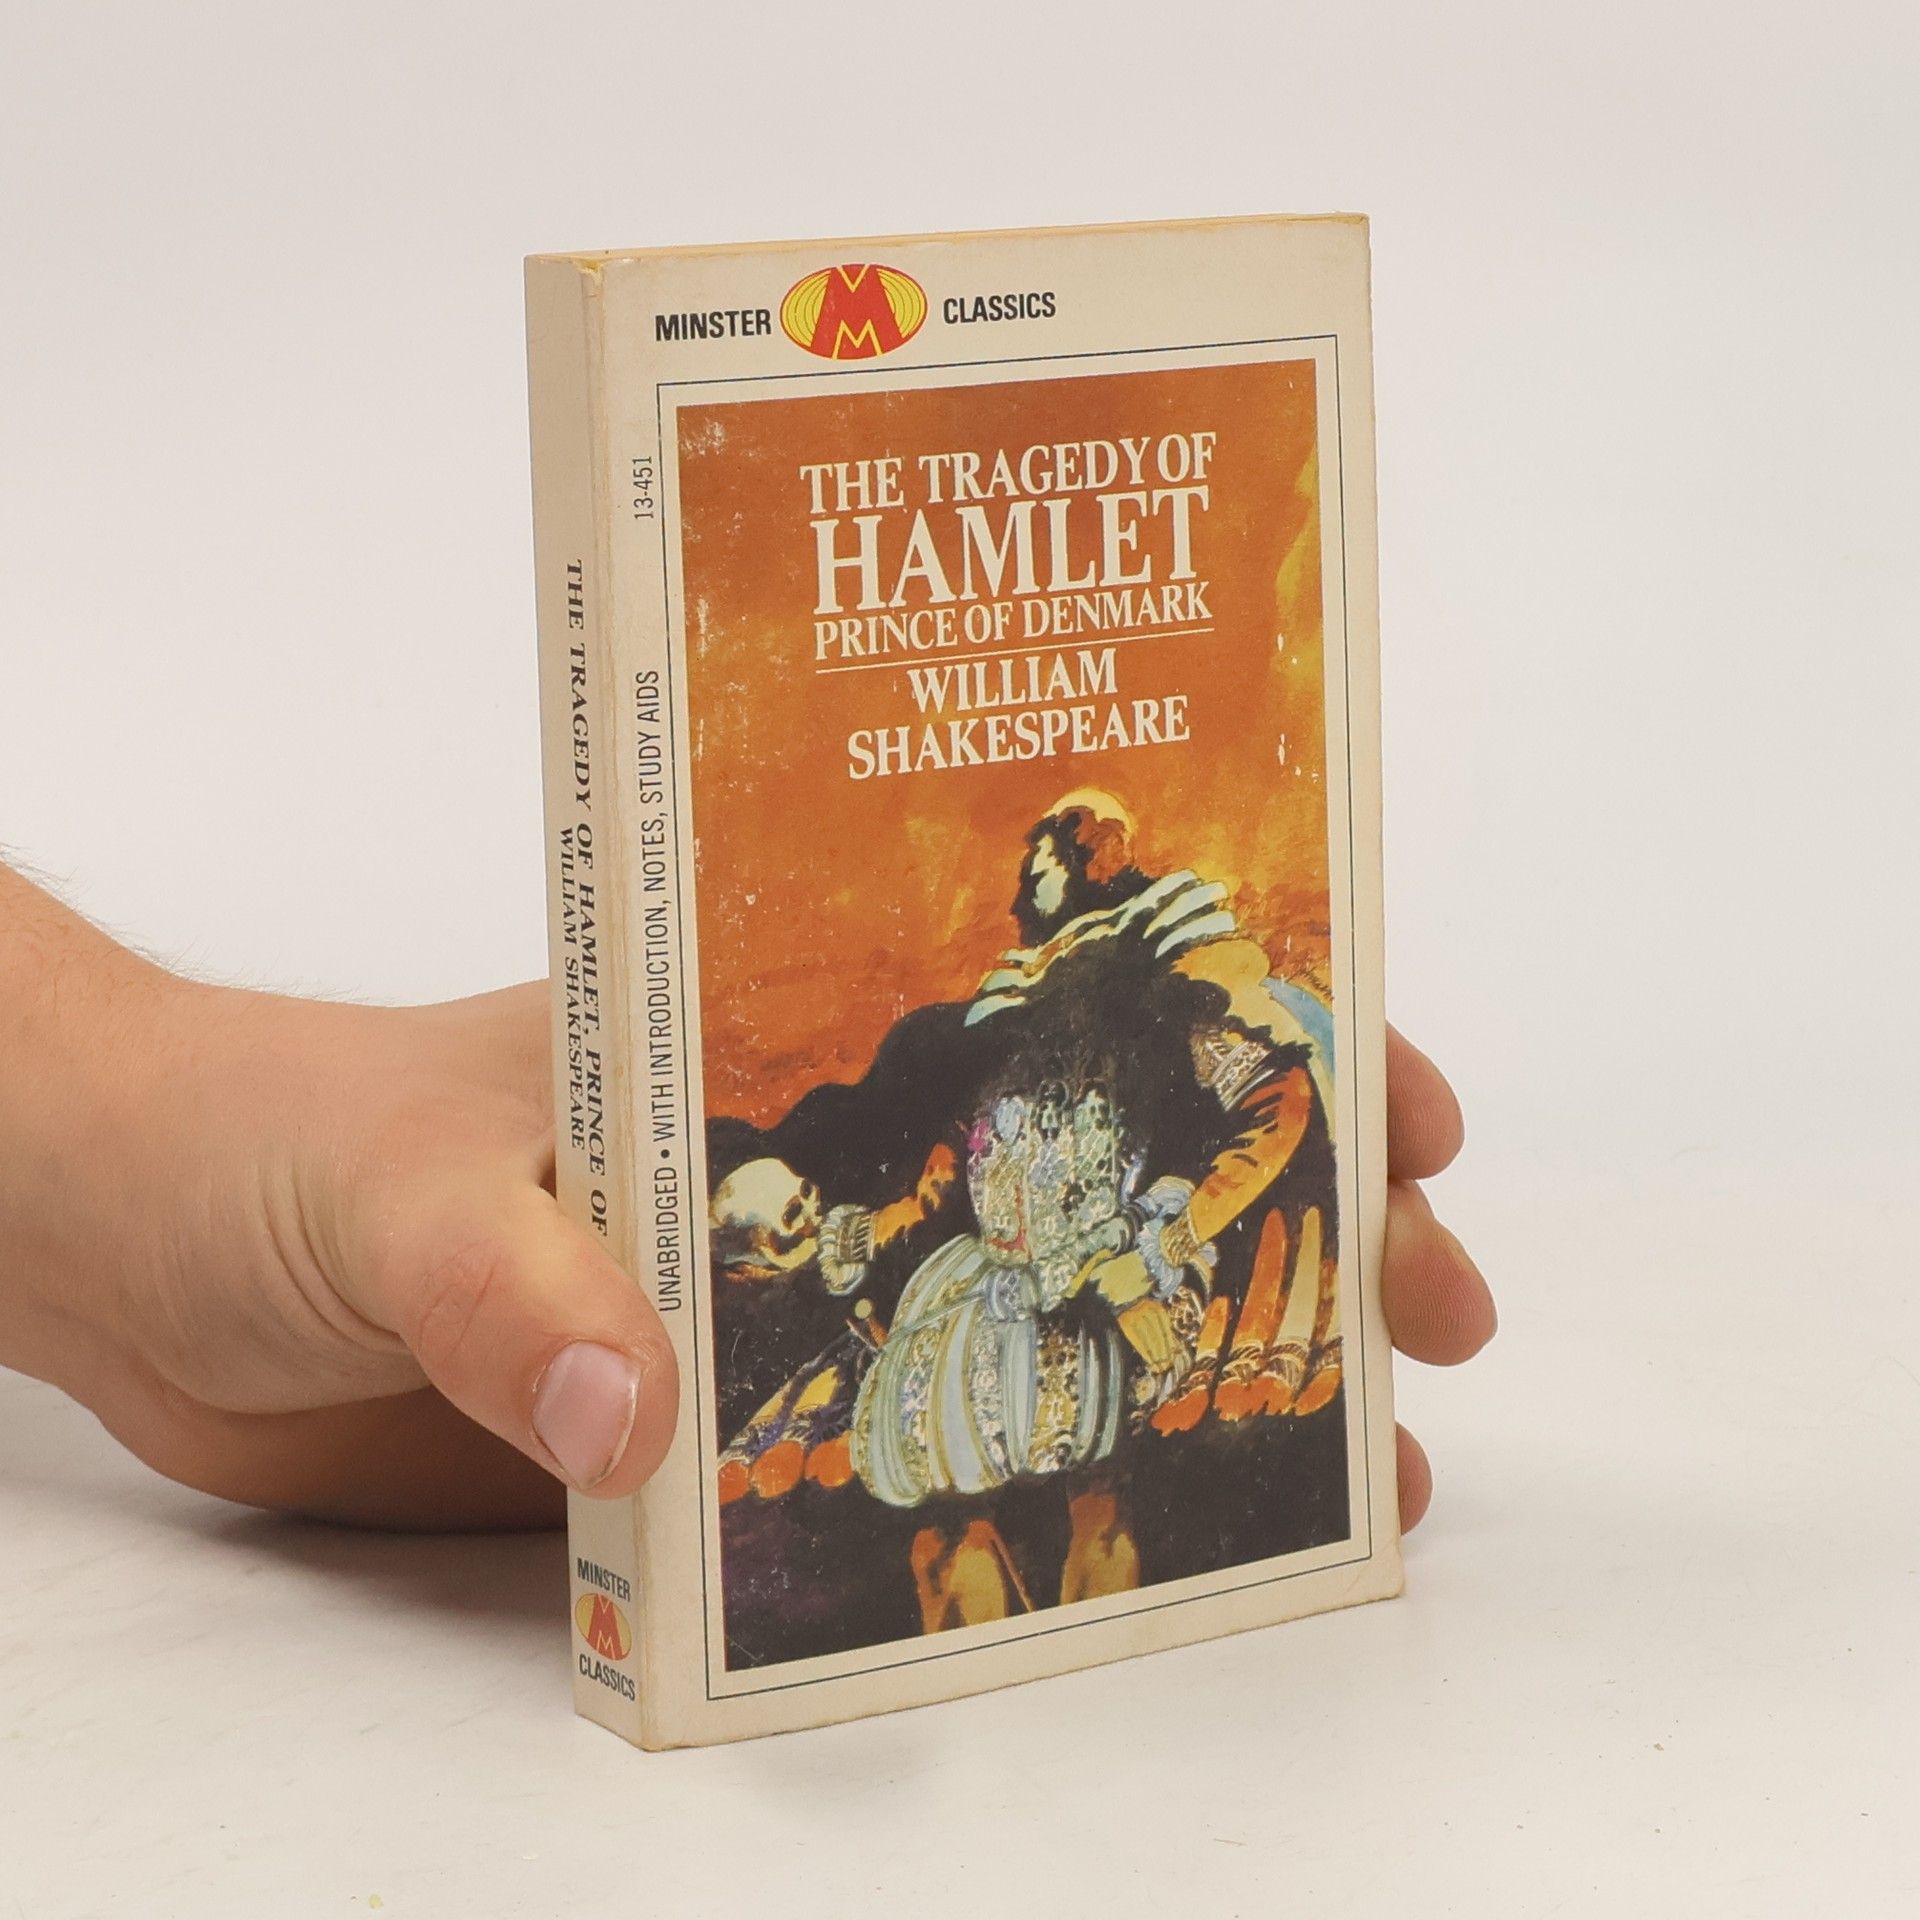 MINSTER M CLASSICS
13-451
THE TRAGEDY OF
HAMLET
PRINCE OF DENMARK
WILLIAM
SHAKESPEARE
UNABRIDGED • WITH INTRODUCTION, NOTES, STUDY AIDS
THE TRAGEDY OF HAMLET, PRINCE OF
WILLIAM SHAKESPEARE
MINSTER
M
CLASSICS